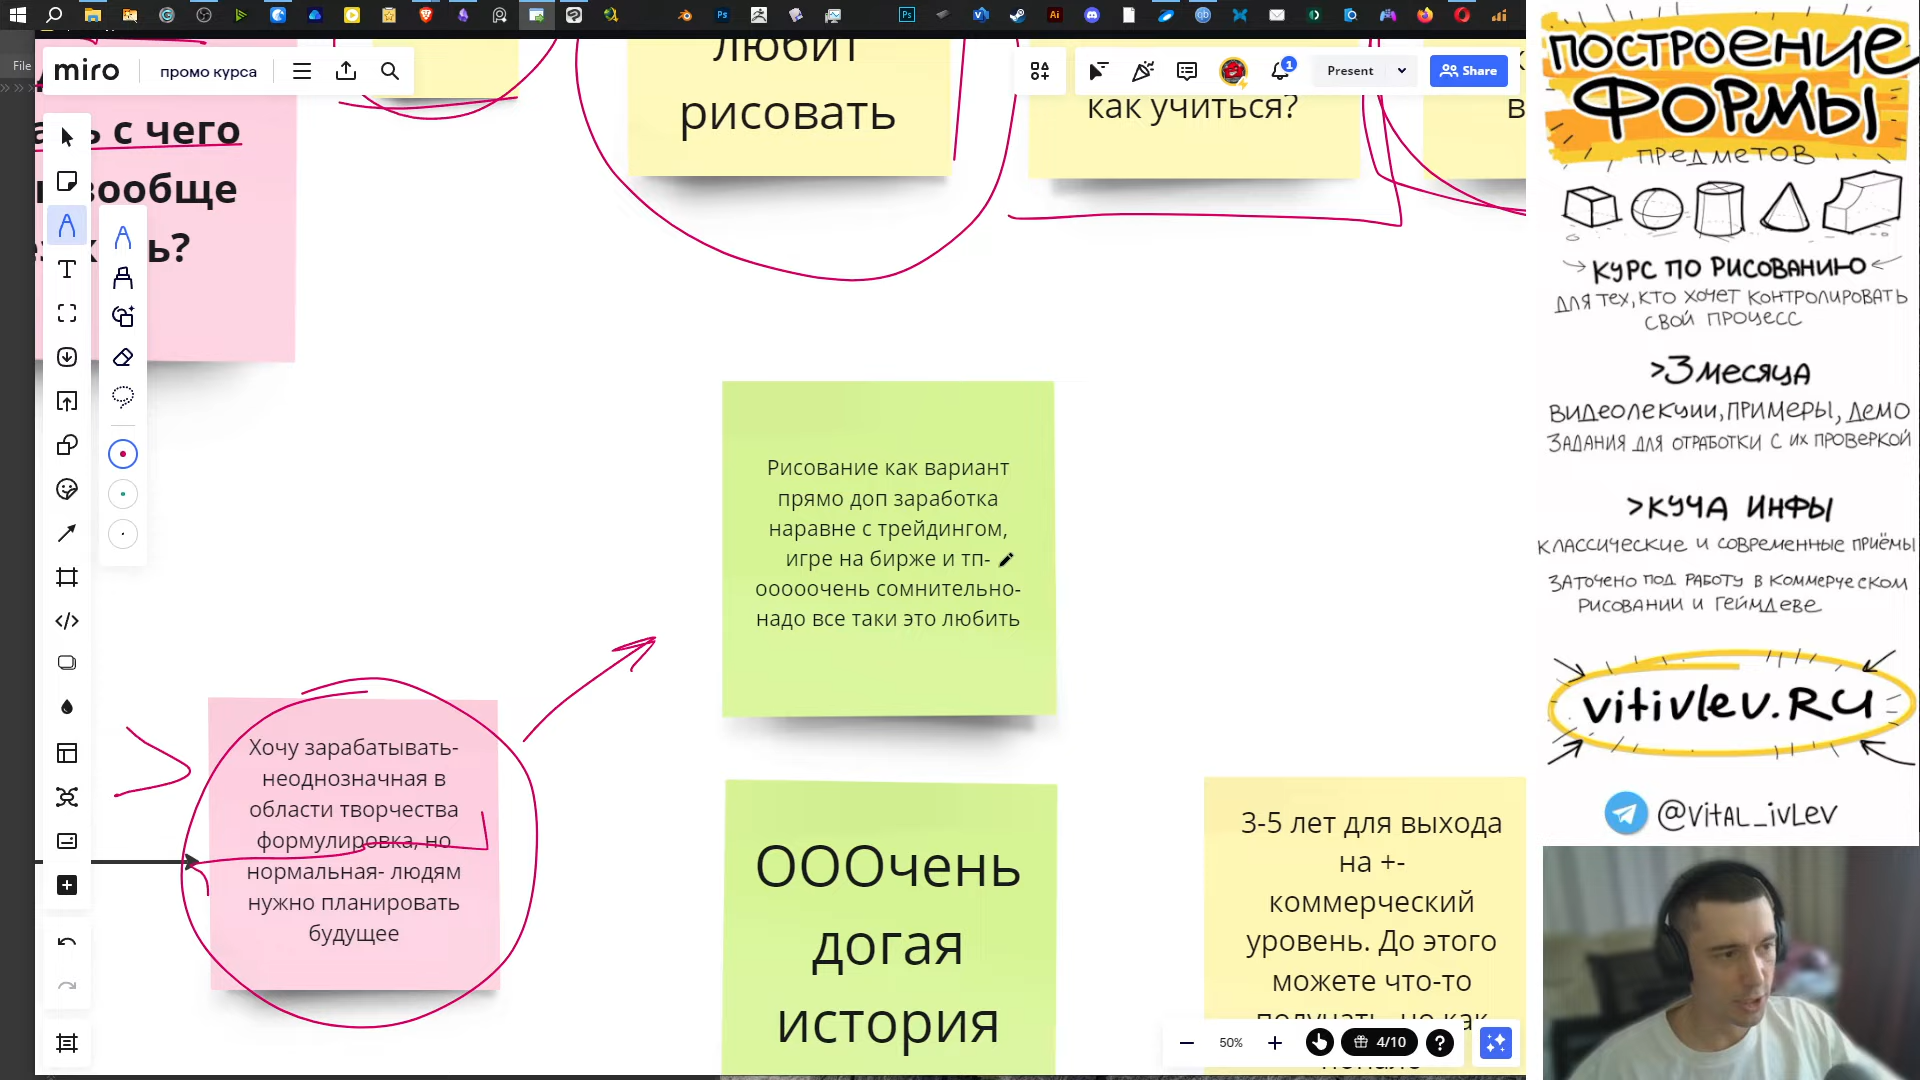 File
miro
промо курса
Present
1
Share
с чего
вообще
ь?
любит
рисовать
как учиться?
в
Рисование как вариант
прямо доп заработка
наравне с трейдингом,
игре на бирже и тп-
ооооочень сомнительно-
надо все таки это любить
Хочу зарабатывать-
неоднозначная в
области творчества
формулировка, но
нормальная- людям
нужно планировать
будущее
ОООчень
догая
история
3-5 лет для выхода
на +-
коммерческий
уровень. До этого
можете что-то
получать, но как
попало
50%
4/10
ПОСТРОЕНИЕ
ФОРМЫ
ПРЕДМЕТОВ
КУРС ПО РИСОВАНИЮ
ДЛЯ ТЕХ, КТО ХОЧЕТ КОНТРОЛИРОВАТЬ
СВОЙ ПРОЦЕСС
>3 месяца
ВИДЕОЛЕКЦИИ, ПРИМЕРЫ, ДЕМО
ЗАДАНИЯ ДЛЯ ОТРАБОТКИ С ИХ ПРОВЕРКОЙ
>КУЧА ИНФЫ
КЛАССИЧЕСКИЕ И СОВРЕМЕННЫЕ ПРИЁМЫ
ЗАТОЧЕНО ПОД РАБОТУ В КОММЕРЧЕСКОМ
РИСОВАНИИ И ГЕЙМДЕВЕ
vitivlev.RU
@VITAL_IVLEV